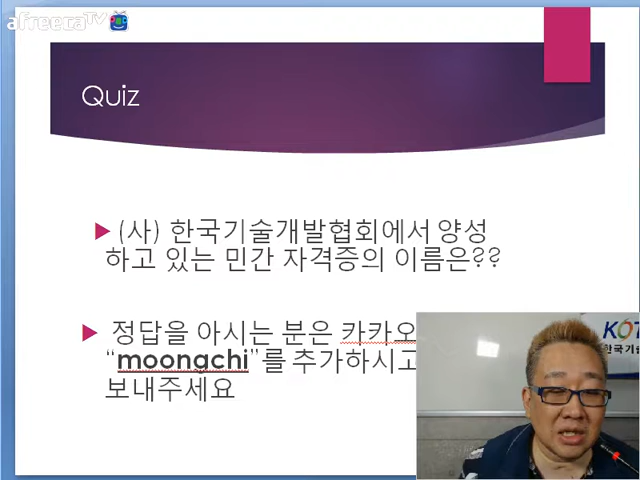 afreecaTV
Quiz
(사) 한국기술개발협회에서 양성
하고 있는 민간 자격증의 이름은??
정답을 아시는 분은 카카오
“moongchi”를 추가하시고
보내주세요
KOT
한국기술